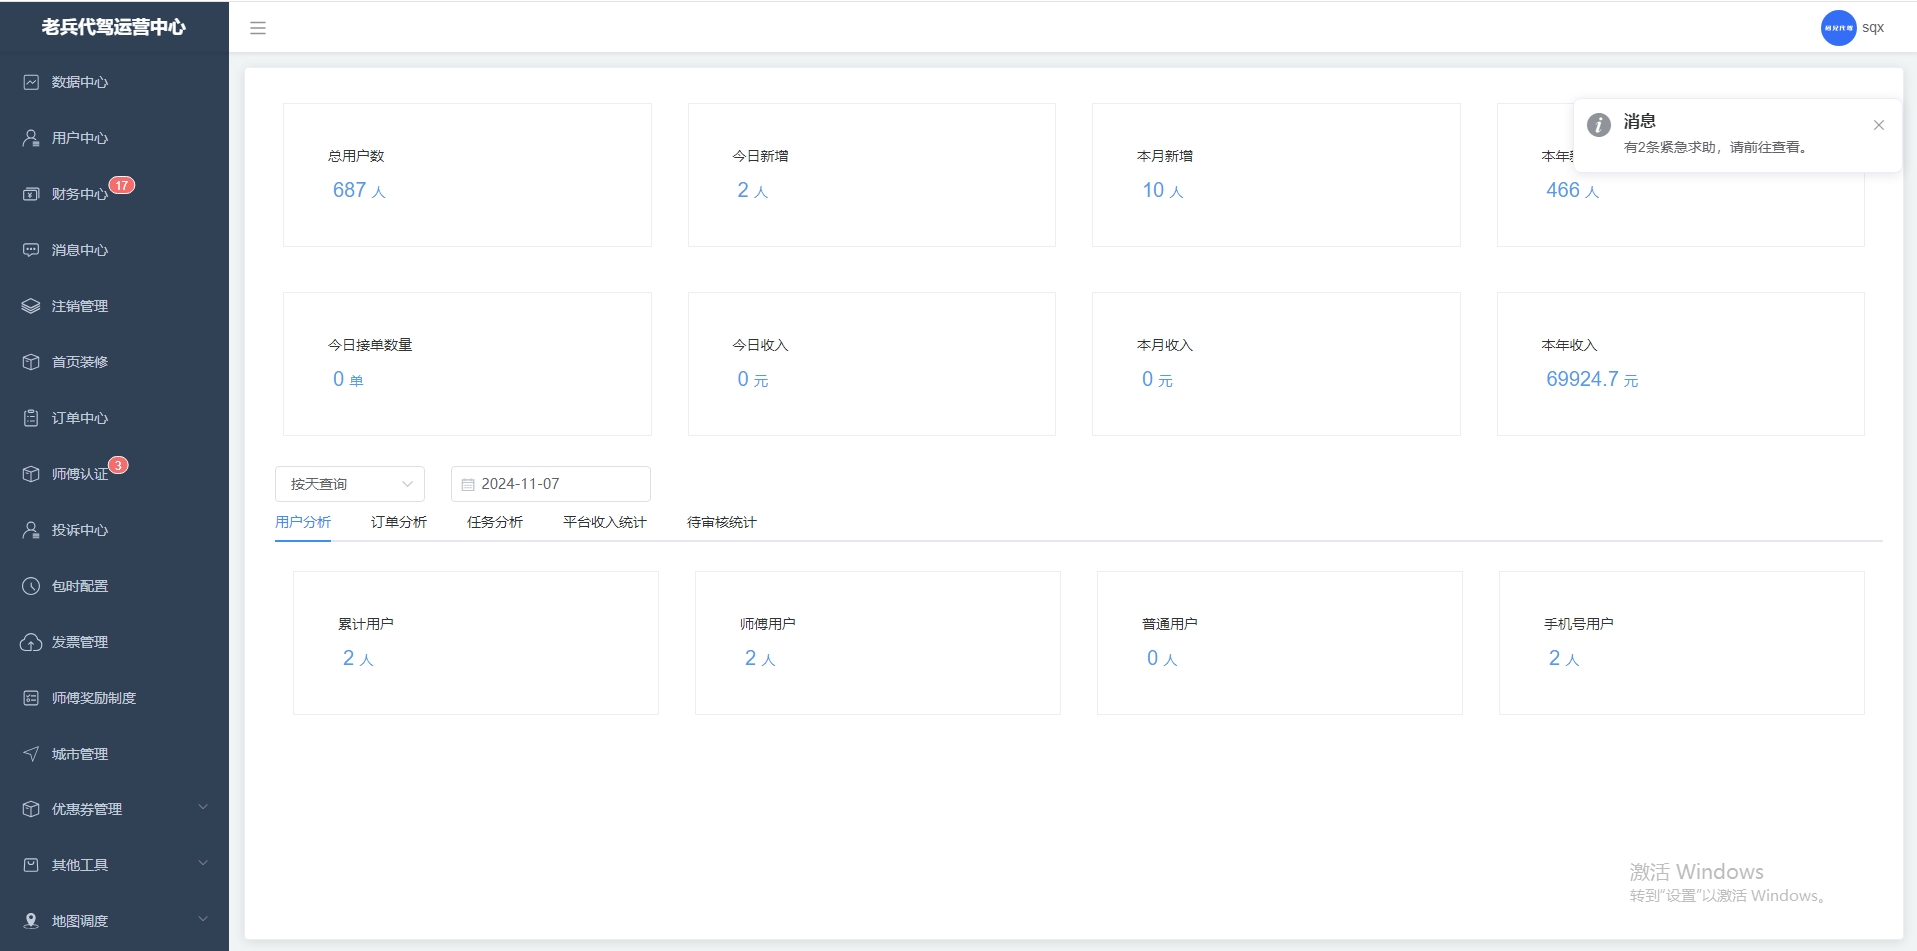 老兵代驾运营中心
sqx
数据中心
用户中心
财务中心 17
消息中心
注销管理
首页装修
订单中心
师傅认证 3
投诉中心
包时配置
发票管理
师傅奖励制度
城市管理
优惠券管理
其他工具
地图调度
消息
有2条紧急求助，请前往查看。
总用户数
687 人
今日新增
2 人
本月新增
10 人
本年
466 人
今日接单数量
0 单
今日收入
0 元
本月收入
0 元
本年收入
69924.7 元
按天查询 2024-11-07
用户分析 订单分析 任务分析 平台收入统计 待审核统计
累计用户
2 人
师傅用户
2 人
普通用户
0 人
手机号用户
2 人
激活 Windows
转到“设置”以激活 Windows。